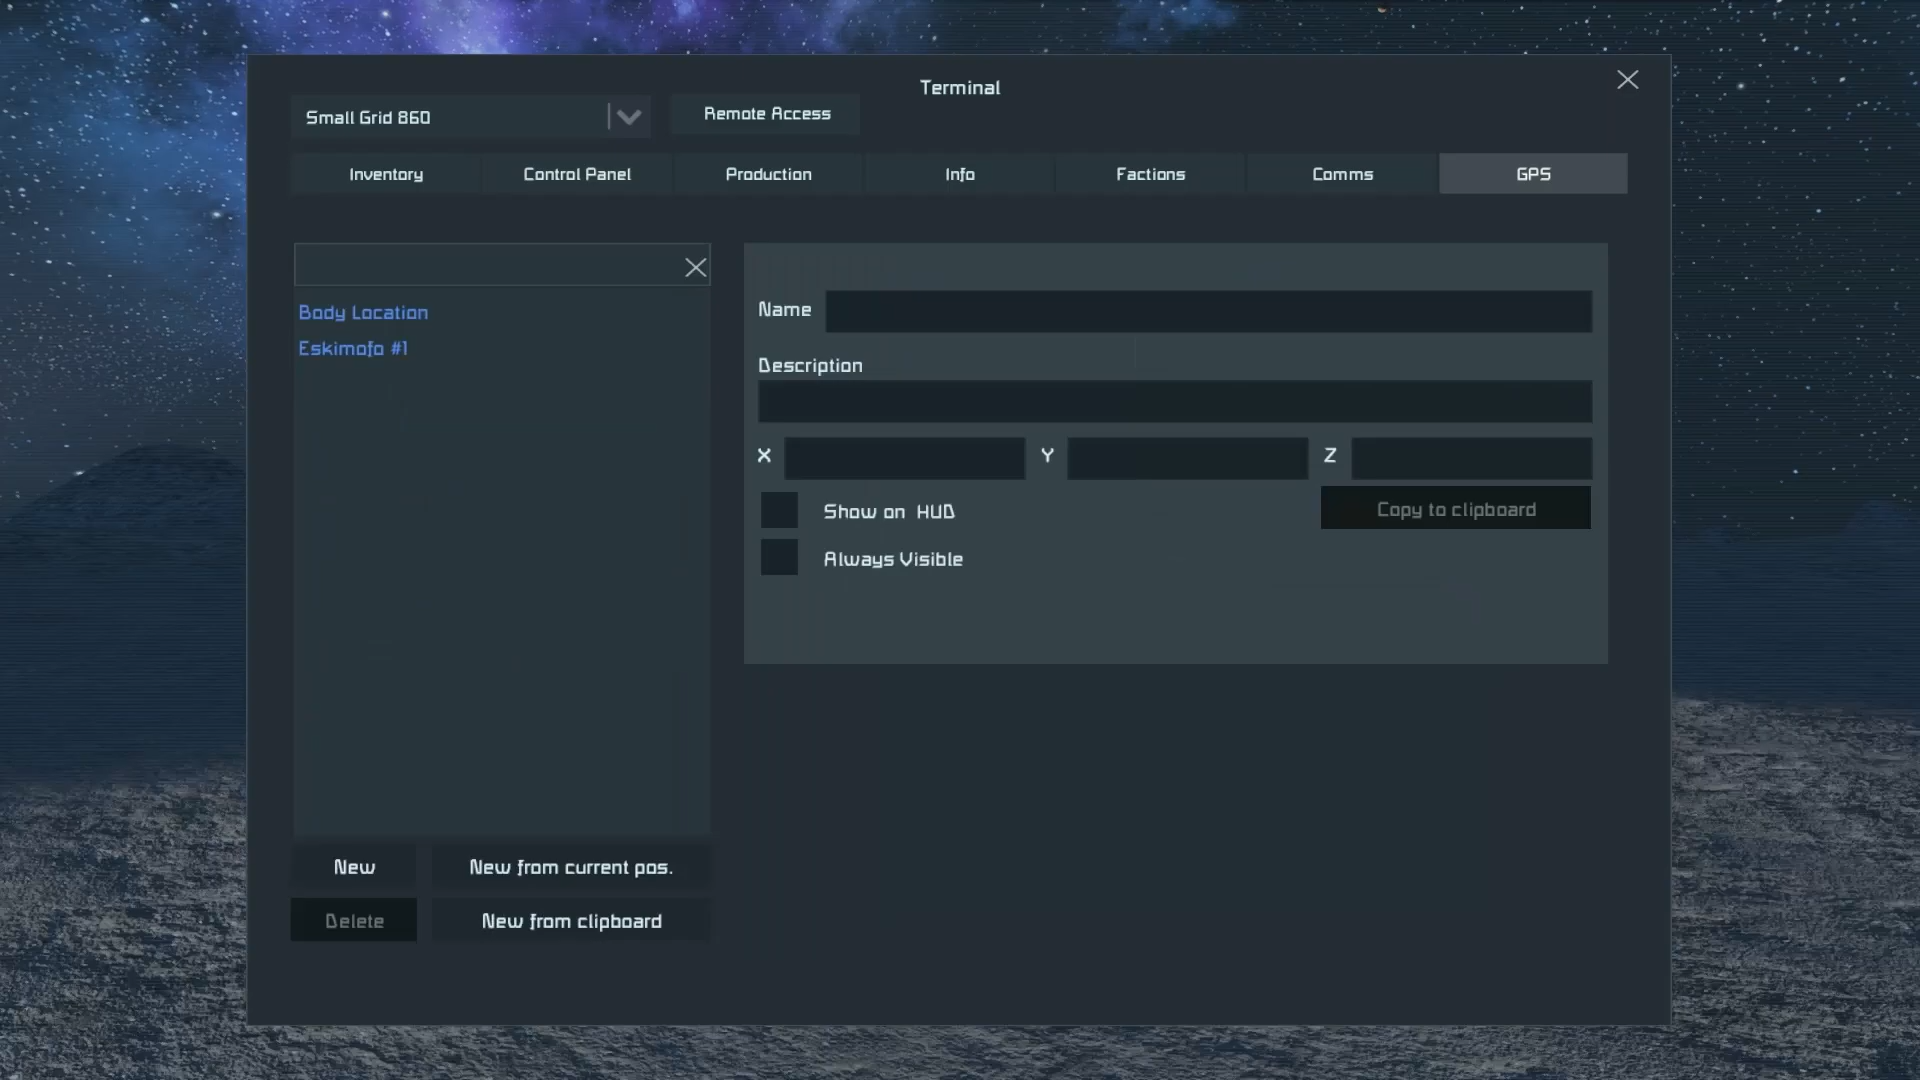 Terminal
Small Grid 860
Remote Access
Inventory
Control Panel
Production
Info
Factions
Comms
GPS
Body Location
Eskimofo #1
Name
Description
X
Y
Z
Show on HUD
Copy to clipboard
Always Visible
New
New from current pos.
Delete
New from clipboard